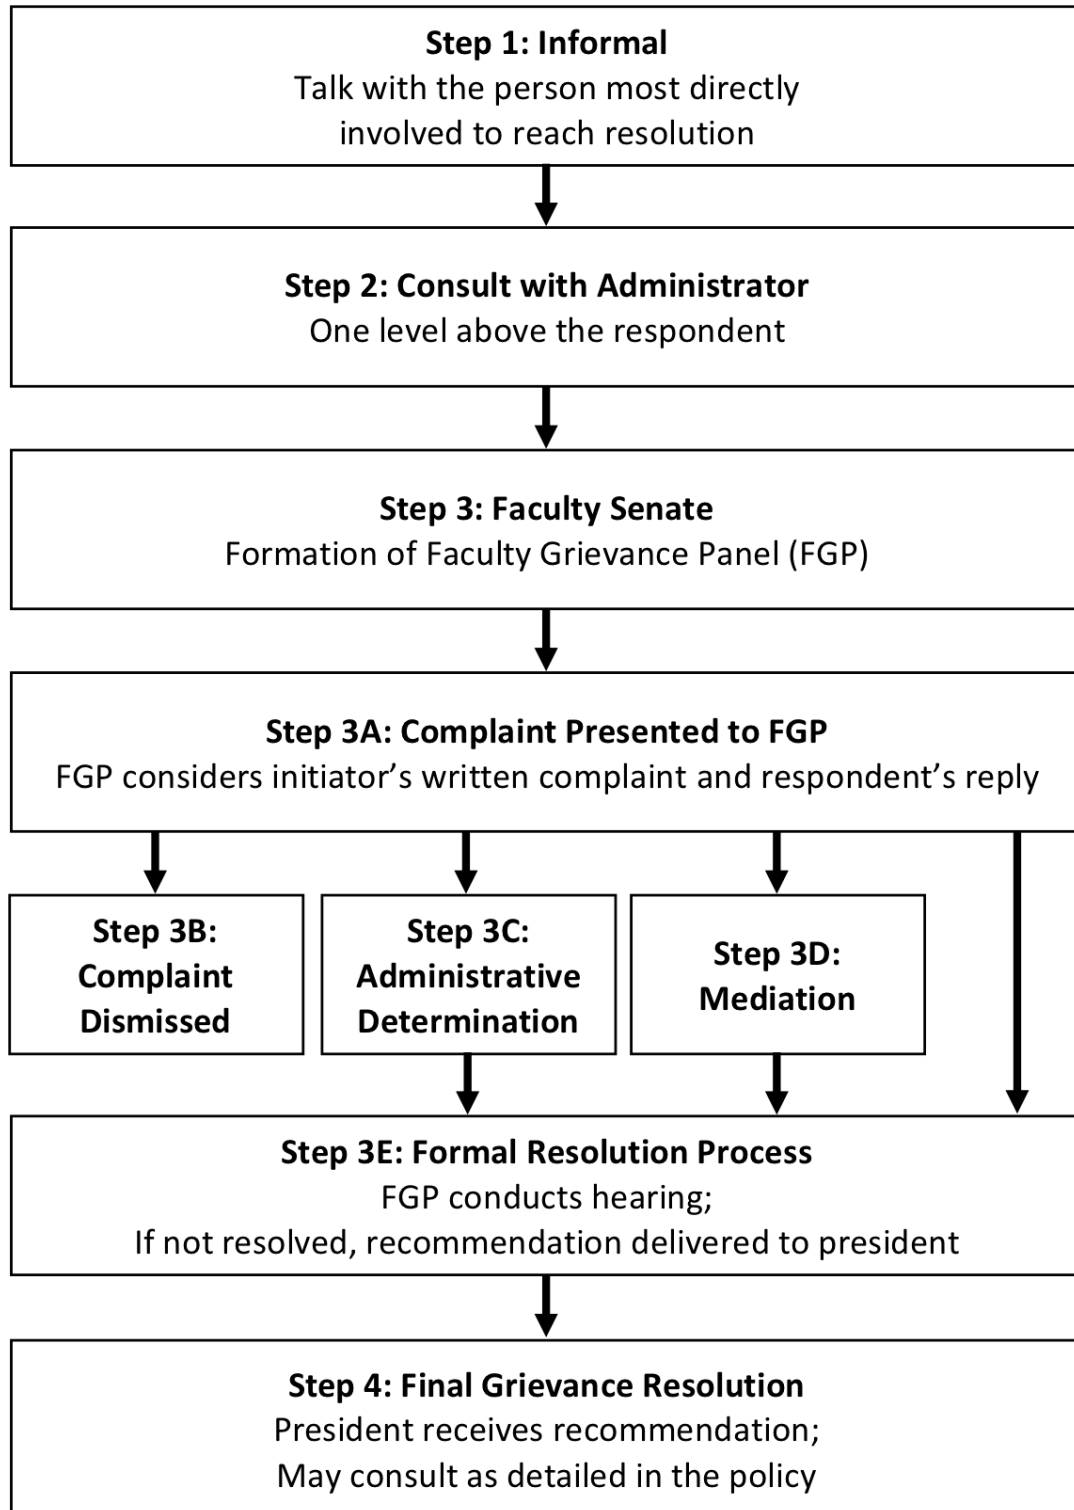 Step 1: Informal
Talk with the person most directly
involved to reach resolution
Step 2: Consult with Administrator
One level above the respondent
Step 3: Faculty Senate
Formation of Faculty Grievance Panel (FGP)
Step 3A: Complaint Presented to FGP
FGP considers initiator’s written complaint and respondent’s reply
Step 3B:
Complaint
Dismissed
Step 3C:
Administrative
Determination
Step 3D:
Mediation
Step 3E: Formal Resolution Process
FGP conducts hearing;
If not resolved, recommendation delivered to president
Step 4: Final Grievance Resolution
President receives recommendation;
May consult as detailed in the policy